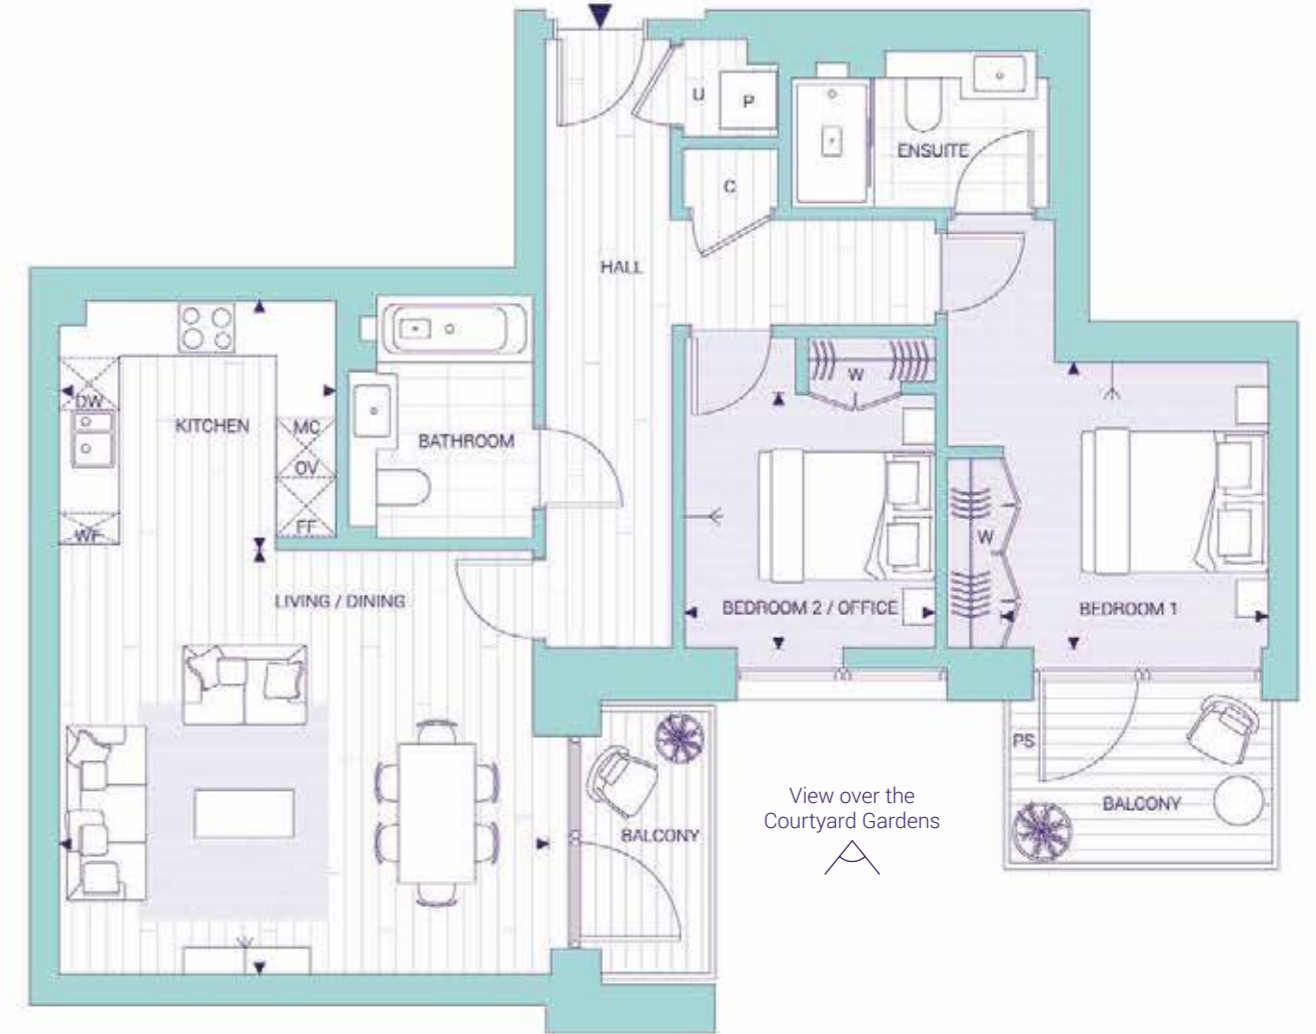 U
P
ENSUITE
C
HALL
W
DW
KITCHEN
MC
BATHROOM
OV
WF
FF
W
LIVING / DINING
BEDROOM 2 / OFFICE
BEDROOM 1
PS
View over the
Courtyard Gardens
BALCONY
BALCONY